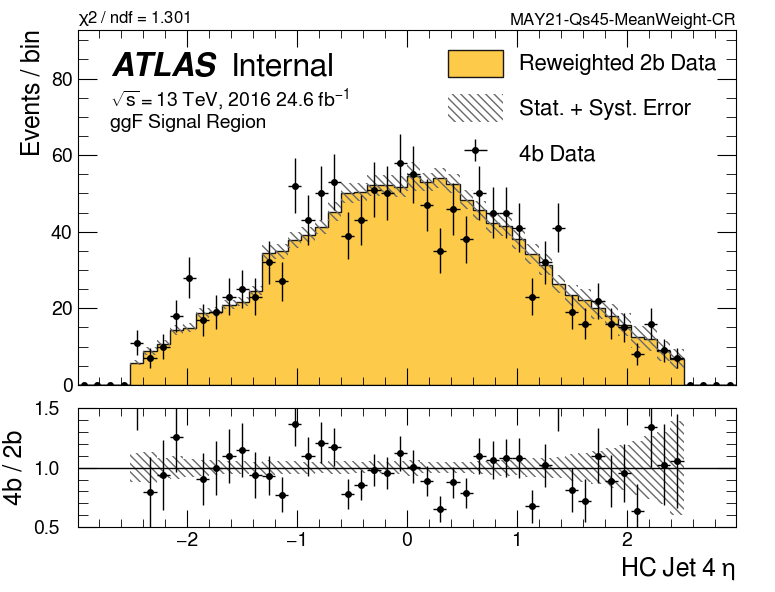 χ2 / ndf = 1.301
MAY21-Qs45-MeanWeight-CR
ATLAS Internal
√s = 13 TeV, 2016 24.6 fb⁻¹
ggF Signal Region
Reweighted 2b Data
Stat. + Syst. Error
4b Data
Events / bin
80
60
40
20
0
4b / 2b
1.5
1.0
0.5
−2
−1
0
1
2
HC Jet 4 η